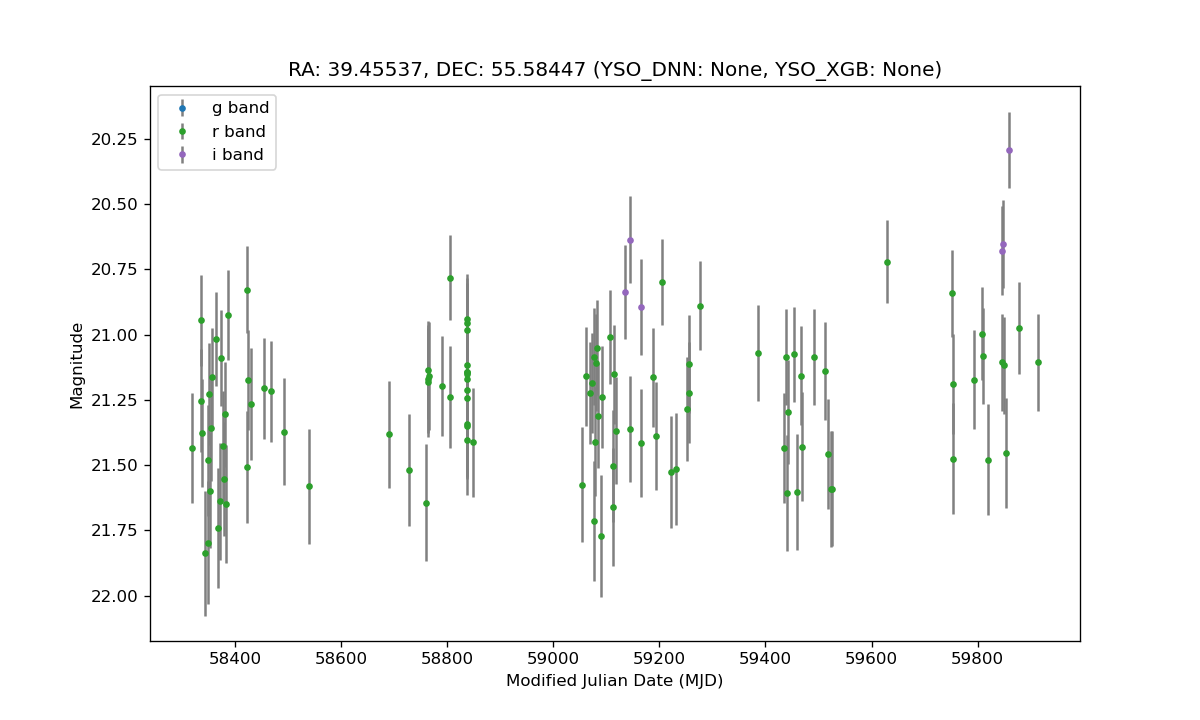 RA: 39.45537, DEC: 55.58447 (YSO_DNN: None, YSO_XGB: None)
g band
r band
i band
20.25
20.50
20.75
21.00
21.25
21.50
21.75
22.00
Magnitude
58400 58600 58800 59000 59200 59400 59600 59800
Modified Julian Date (MJD)